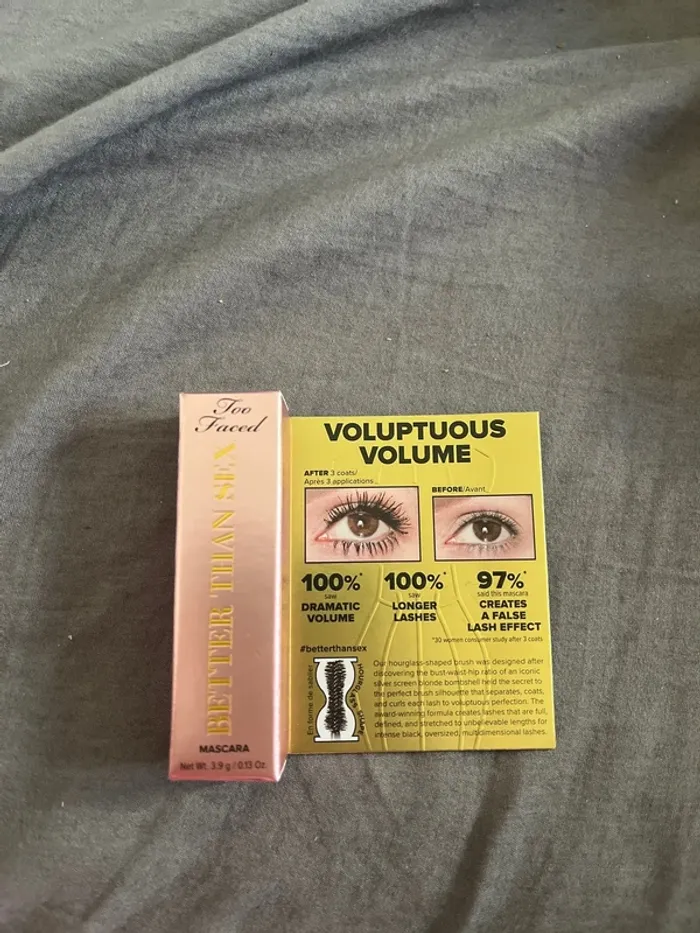 Too
Faced
BETTER THAN SEX
MASCARA
Net Wt. 3.9 g / 0.13 Oz.
VOLUPTUOUS
VOLUME
AFTER 3 coats/
Après 3 applications
BEFORE/Avant
100%*
saw
DRAMATIC
VOLUME
100%*
saw
LONGER
LASHES
97%*
said this mascara
CREATES
A FALSE
LASH EFFECT
*30 women consumer study after 3 coats
#betterthansex
En forme de sablier
Hourglass
Our hourglass-shaped brush was designed after
discovering the bust-waist-hip ratio of an iconic
silver screen blonde bombshell held the secret to
the perfect brush silhouette that separates, coats,
and curls each lash to voluptuous perfection. The
award-winning formula creates lashes that are full,
defined, and stretched to unbelievable lengths for
intense black, oversized, multidimensional lashes.